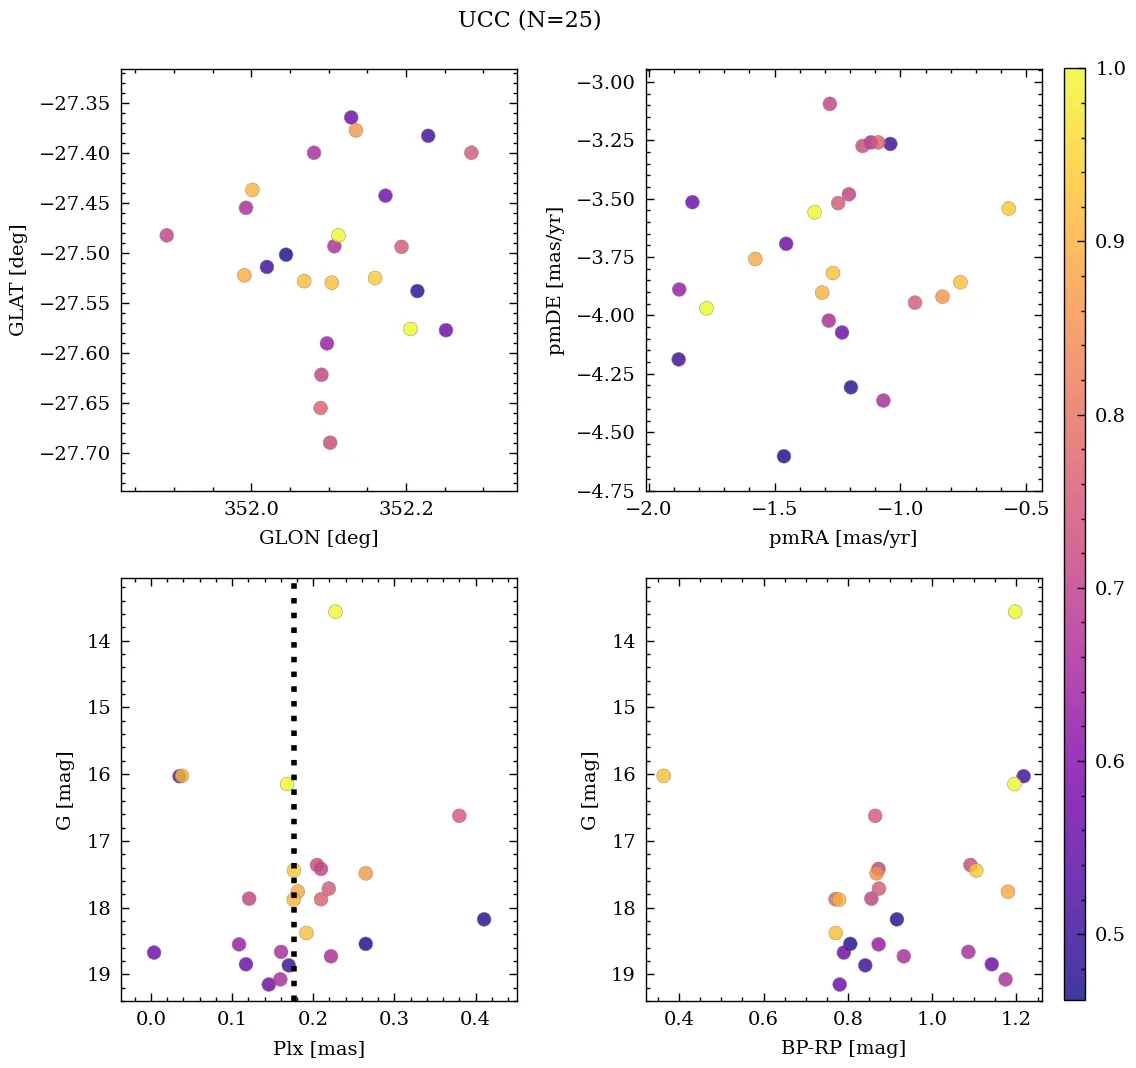 UCC (N=25)
−27.35
−27.40
−27.45
−27.50
−27.55
−27.60
−27.65
−27.70
GLAT [deg]
352.0 352.2
GLON [deg]
−3.00
−3.25
−3.50
−3.75
−4.00
−4.25
−4.50
−4.75
pmDE [mas/yr]
−2.0 −1.5 −1.0 −0.5
pmRA [mas/yr]
1.0
0.9
0.8
0.7
0.6
0.5
14
15
16
17
18
19
G [mag]
0.0 0.1 0.2 0.3 0.4
Plx [mas]
14
15
16
17
18
19
G [mag]
0.4 0.6 0.8 1.0 1.2
BP-RP [mag]